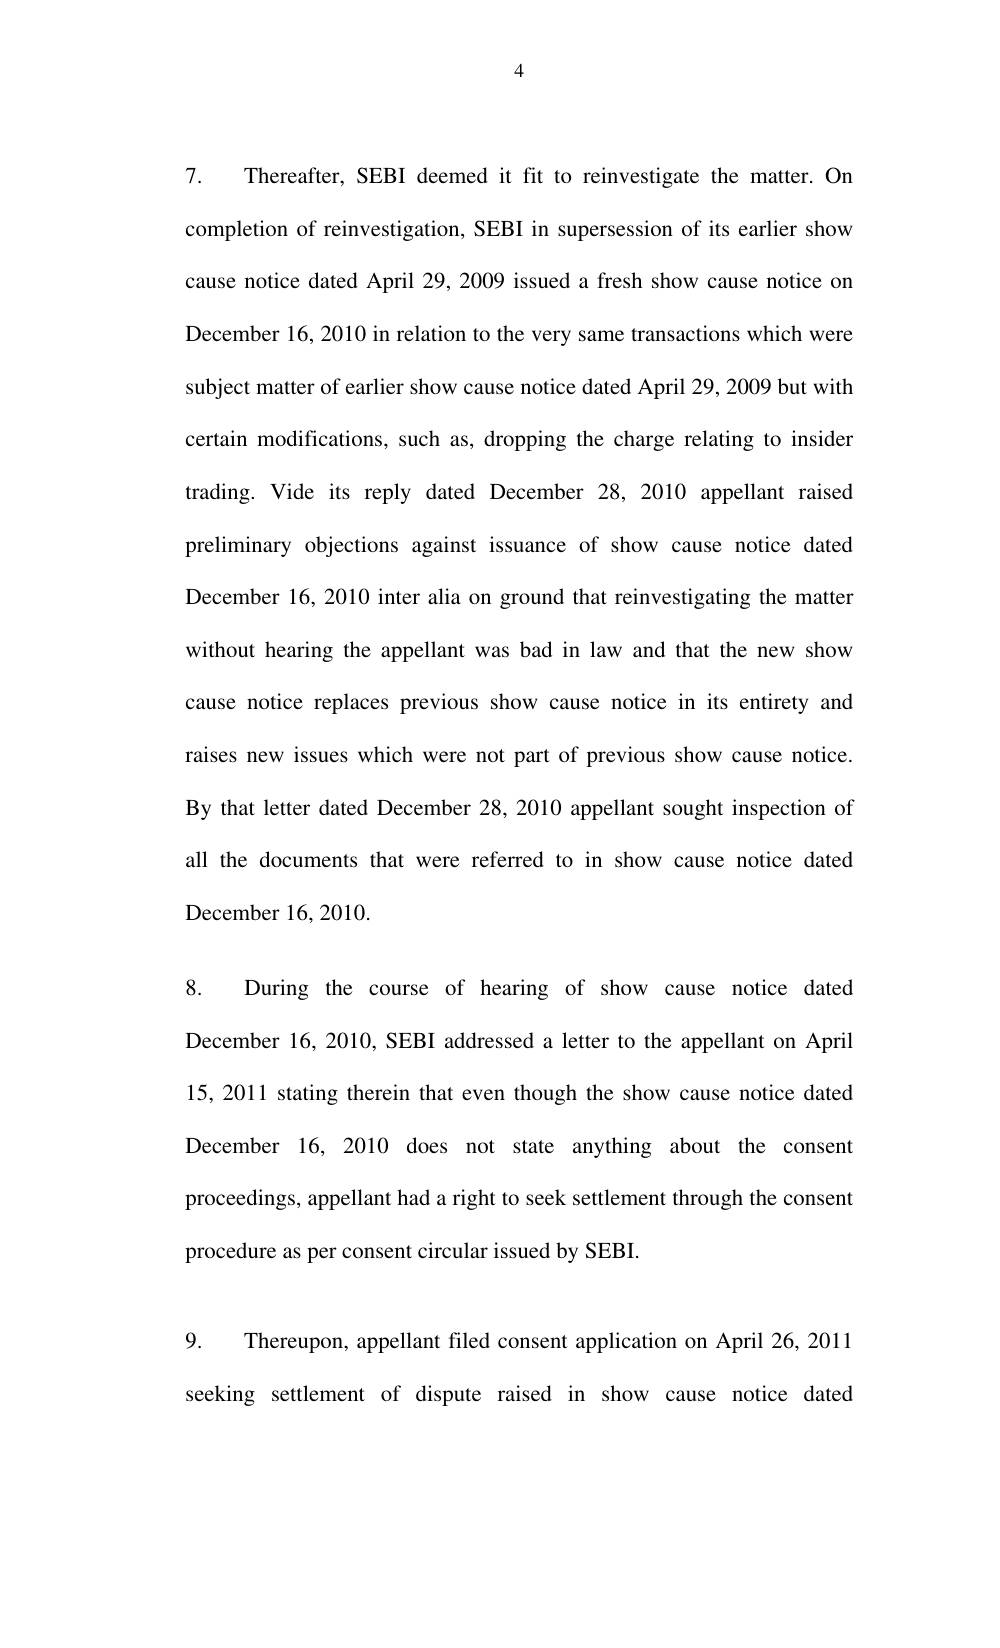 4
7. Thereafter, SEBI deemed it fit to reinvestigate the matter. On
completion of reinvestigation, SEBI in supersession of its earlier show
cause notice dated April 29, 2009 issued a fresh show cause notice on
December 16, 2010 in relation to the very same transactions which were
subject matter of earlier show cause notice dated April 29, 2009 but with
certain modifications, such as, dropping the charge relating to insider
trading. Vide its reply dated December 28, 2010 appellant raised
preliminary objections against issuance of show cause notice dated
December 16, 2010 inter alia on ground that reinvestigating the matter
without hearing the appellant was bad in law and that the new show
cause notice replaces previous show cause notice in its entirety and
raises new issues which were not part of previous show cause notice.
By that letter dated December 28, 2010 appellant sought inspection of
all the documents that were referred to in show cause notice dated
December 16, 2010.
8. During the course of hearing of show cause notice dated
December 16, 2010, SEBI addressed a letter to the appellant on April
15, 2011 stating therein that even though the show cause notice dated
December 16, 2010 does not state anything about the consent
proceedings, appellant had a right to seek settlement through the consent
procedure as per consent circular issued by SEBI.
9. Thereupon, appellant filed consent application on April 26, 2011
seeking settlement of dispute raised in show cause notice dated